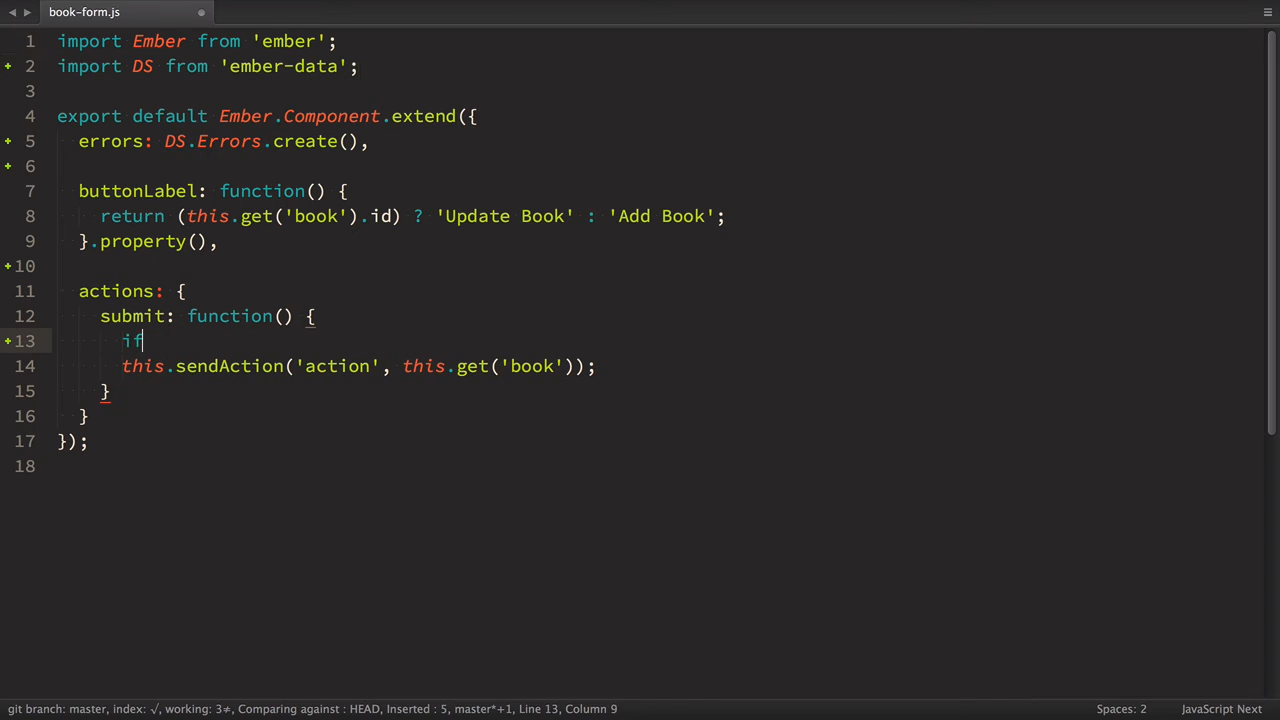 book-form.js
1 import Ember from 'ember';
2 import DS from 'ember-data';
3
4 export default Ember.Component.extend({
5 errors: DS.Errors.create(),
6
7 buttonLabel: function() {
8 return (this.get('book').id) ? 'Update Book' : 'Add Book';
9 }.property(),
10
11 actions: {
12 submit: function() {
13 if
14 this.sendAction('action', this.get('book'));
15 }
16 }
17 });
18
git branch: master, index: √, working: 3≠, Comparing against : HEAD, Inserted : 5, master*+1, Line 13, Column 9 Spaces: 2 JavaScript Next